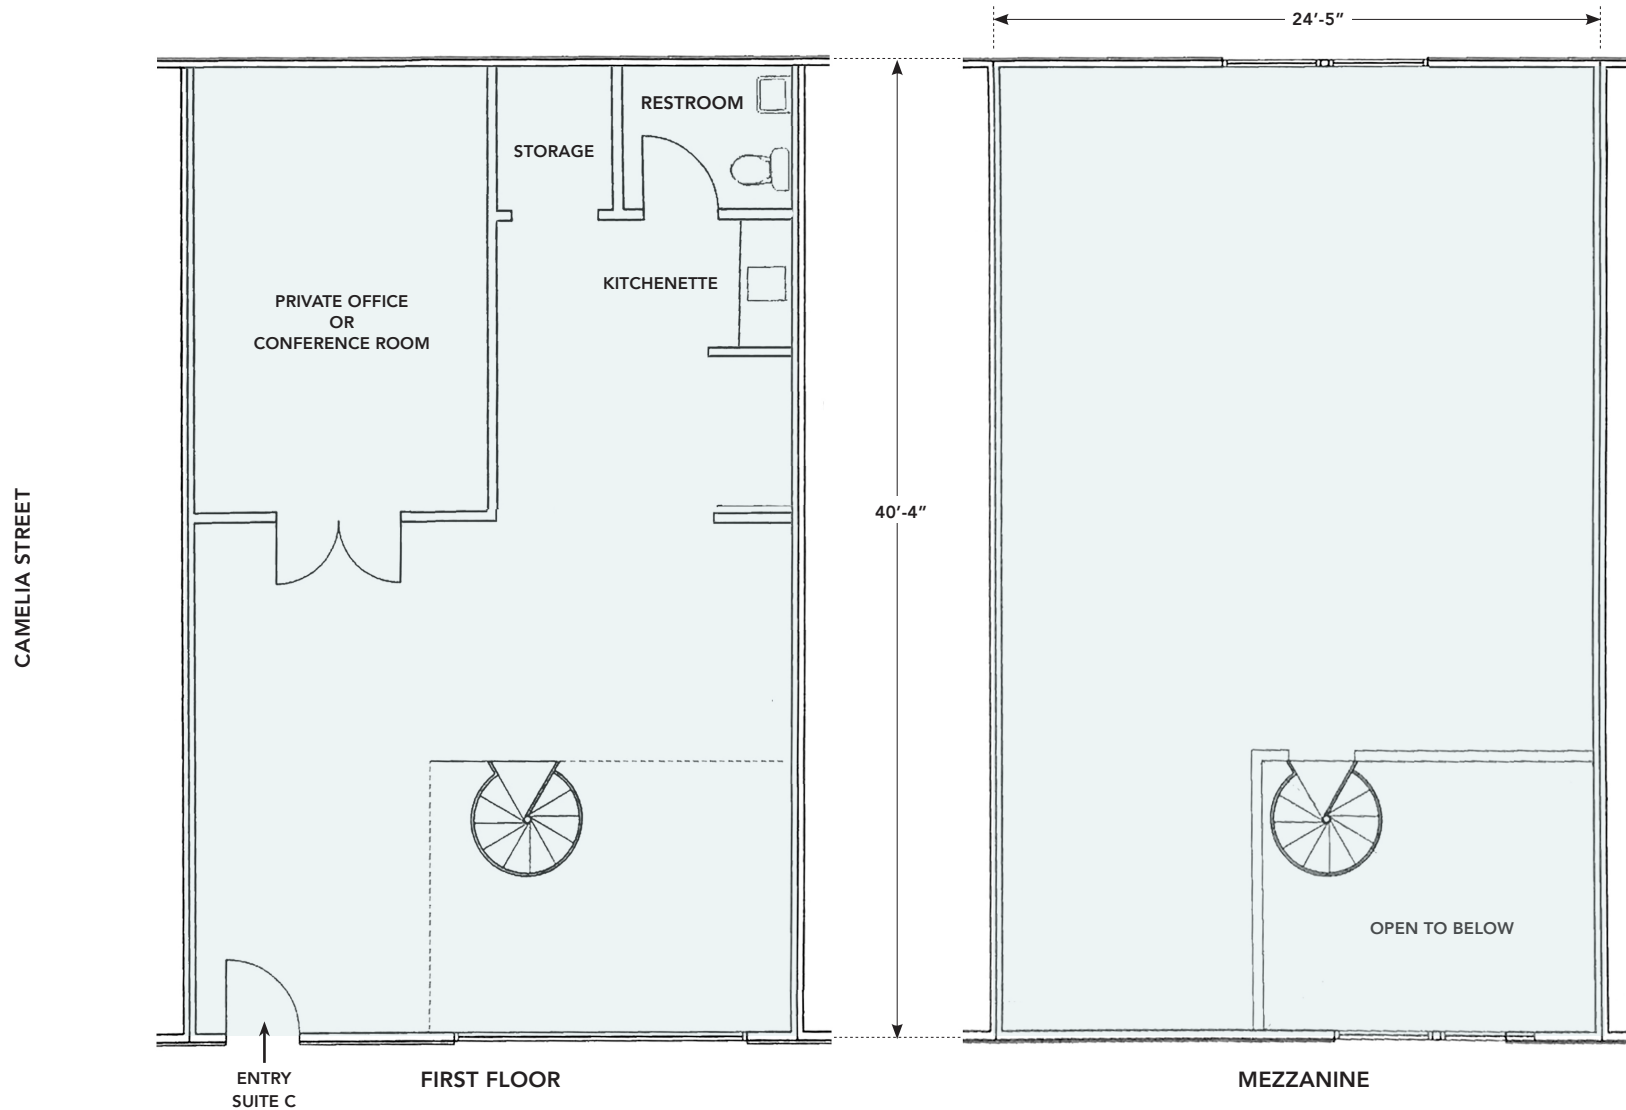 24′-5″
RESTROOM
STORAGE
KITCHENETTE
PRIVATE OFFICE
OR
CONFERENCE ROOM
40′-4″
CAMELIA STREET
OPEN TO BELOW
ENTRY
SUITE C
FIRST FLOOR
MEZZANINE